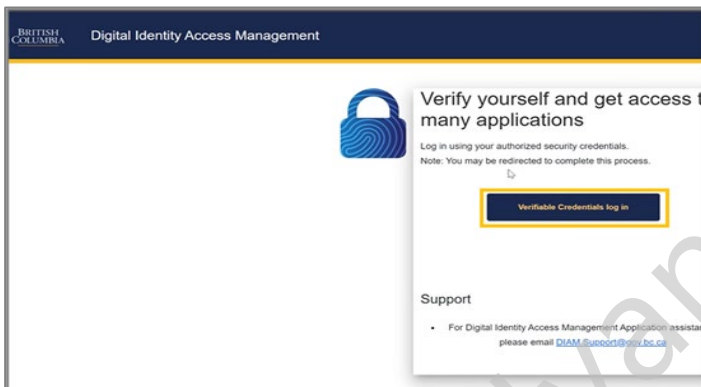 BRITISH
COLUMBIA
Digital Identity Access Management
Verify yourself and get access t
many applications
Log in using your authorized security credentials.
Note: You may be redirected to complete this process.
Verifiable Credentials log in
Support
• For Digital Identity Access Management Application assistan
please email DIAM.Support@gov.bc.ca